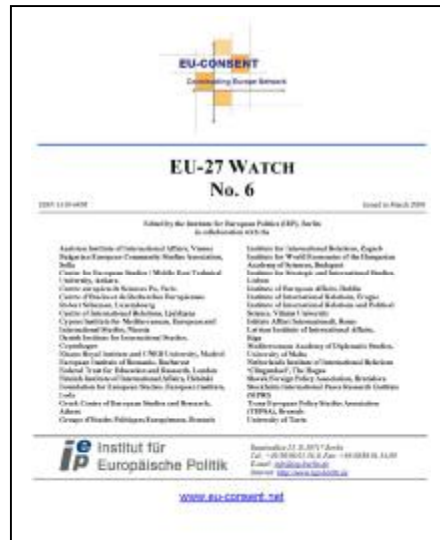 EU-CONSENT
Constructing Europe Network
EU-27 WATCH
No. 6
Issued in March 2008
Edited by the Institute for European Politics (IEP), Berlin
in collaboration with the
Austrian Institute of International Affairs, Vienna
Bulgarian European Community Studies Association,
Sofia
Centre for European Studies / Middle East Technical
University, Ankara
Centre européen de Sciences Po, Paris
Centre d'Etudes et de Recherches Européennes
Robert Schuman, Luxembourg
Centre of International Relations, Ljubljana
Cyprus Institute for Mediterranean, European and
International Studies, Nicosia
Danish Institute for International Studies,
Copenhagen
Elcano Royal Institute and UNED University, Madrid
European Institute of Romania, Bucharest
Federal Trust for Education and Research, London
Finnish Institute of International Affairs, Helsinki
Foundation for European Studies, European Institute,
Lodz
Greek Centre of European Studies and Research,
Athens
Groupe d'Etudes Politiques Européennes, Brussels
Institute for International Relations, Zagreb
Institute for World Economics of the Hungarian
Academy of Sciences, Budapest
Institute for Strategic and International Studies,
Lisbon
Institute of European Affairs, Dublin
Institute of International Relations, Prague
Institute of International Relations and Political
Science, Vilnius University
Istituto Affari Internazionali, Rome
Latvian Institute of International Affairs,
Riga
Mediterranean Academy of Diplomatic Studies,
University of Malta
Netherlands Institute of International Relations
'Clingendael', The Hague
Slovak Foreign Policy Association, Bratislava
Stockholm International Peace Research Institute
(SIPRI)
Trans European Policy Studies Association
(TEPSA), Brussels
University of Tartu
iep Institut für
Europäische Politik
www.eu-consent.net